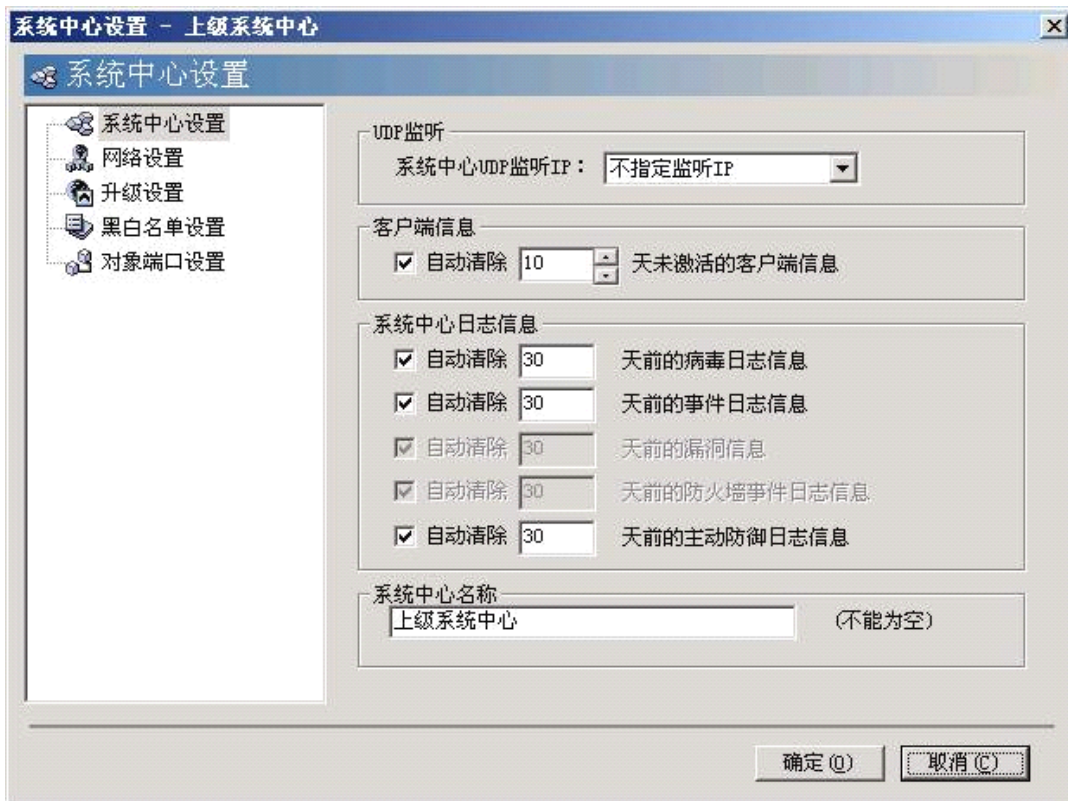 系统中心设置 - 上级系统中心
系统中心设置
系统中心设置
网络设置
升级设置
黑白名单设置
对象端口设置
UDP监听
系统中心UDP监听IP： 不指定监听IP
客户端信息
自动清除 10 天未激活的客户端信息
系统中心日志信息
自动清除 30 天前的病毒日志信息
自动清除 30 天前的事件日志信息
自动清除 30 天前的漏洞信息
自动清除 30 天前的防火墙事件日志信息
自动清除 30 天前的主动防御日志信息
系统中心名称
上级系统中心 (不能为空)
确定(O) 取消(C)